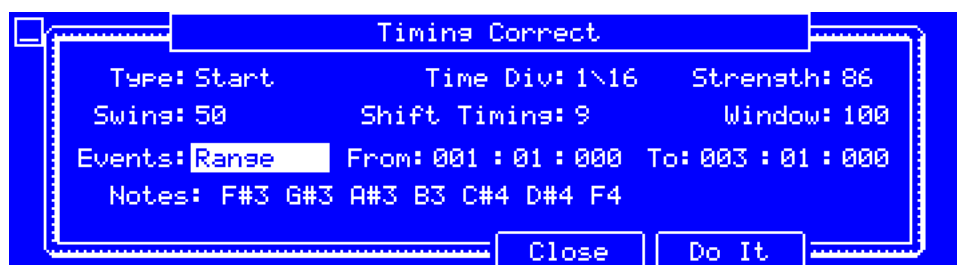 Timing Correct
Type: Start Time Div: 1\16 Strength: 86
Swing: 50 Shift Timing: 9 Window: 100
Events: Range From: 001 : 01 : 000 To: 003 : 01 : 000
Notes: F#3 G#3 A#3 B3 C#4 D#4 F4
Close Do It